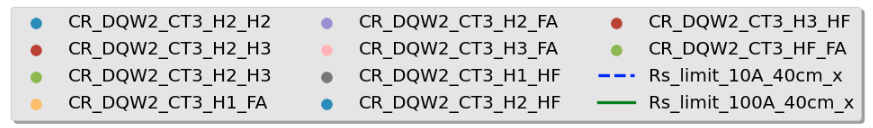 CR_DQW2_CT3_H2_H2
CR_DQW2_CT3_H2_H3
CR_DQW2_CT3_H2_H3
CR_DQW2_CT3_H1_FA
CR_DQW2_CT3_H2_FA
CR_DQW2_CT3_H3_FA
CR_DQW2_CT3_H1_HF
CR_DQW2_CT3_H2_HF
CR_DQW2_CT3_H3_HF
CR_DQW2_CT3_HF_FA
Rs_limit_10A_40cm_x
Rs_limit_100A_40cm_x